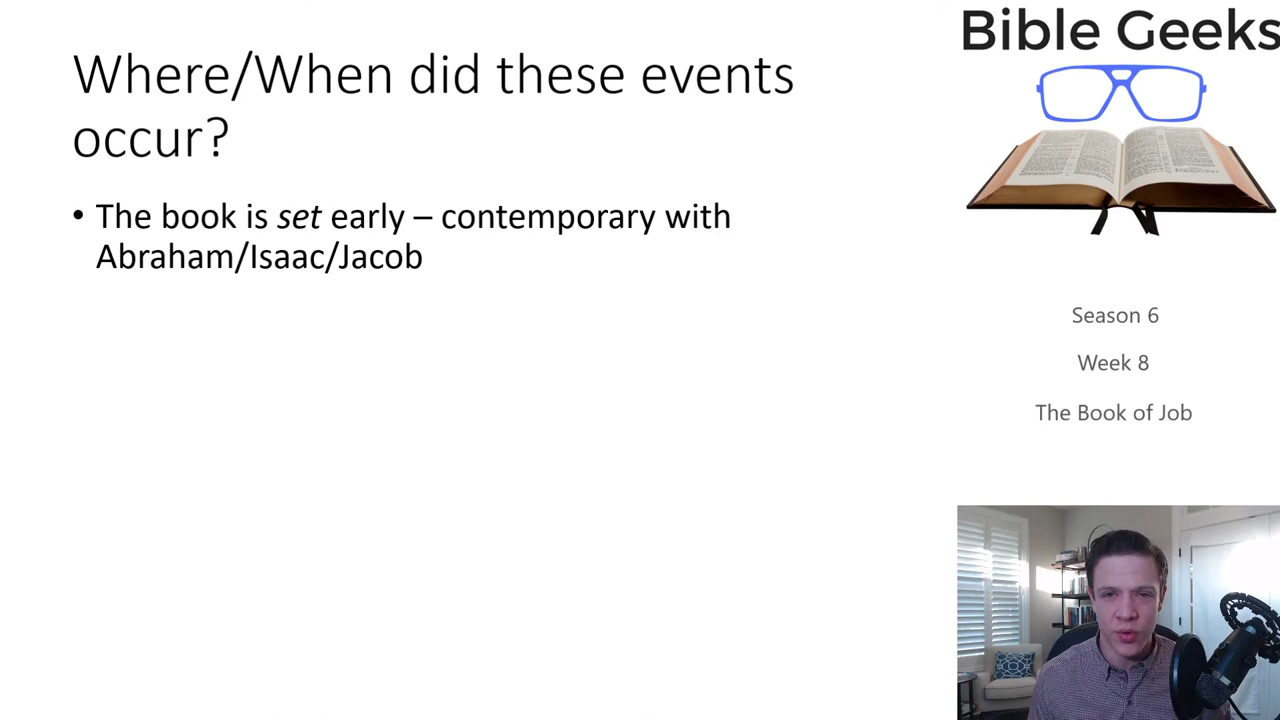 Bible Geeks
Where/When did these events
occur?
• The book is set early – contemporary with
Abraham/Isaac/Jacob
Season 6
Week 8
The Book of Job